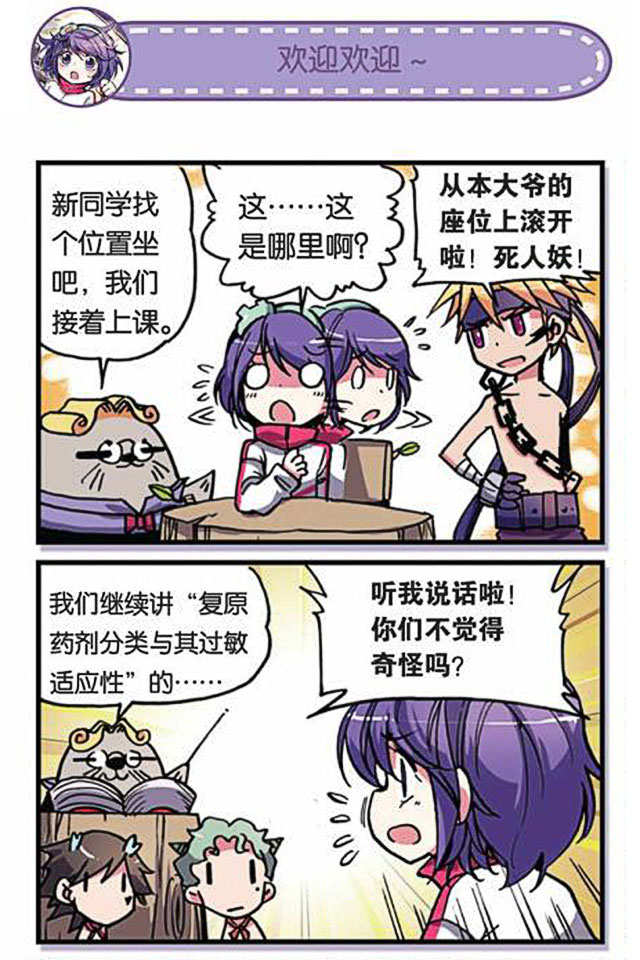 欢迎欢迎~
新同学找
个位置坐
吧，我们
接着上课。
这……这
是哪里啊？
从本大爷的
座位上滚开
啦！死人妖！
我们继续讲“复原
药剂分类与其过敏
适应性”的……
听我说话啦！
你们不觉得
奇怪吗？